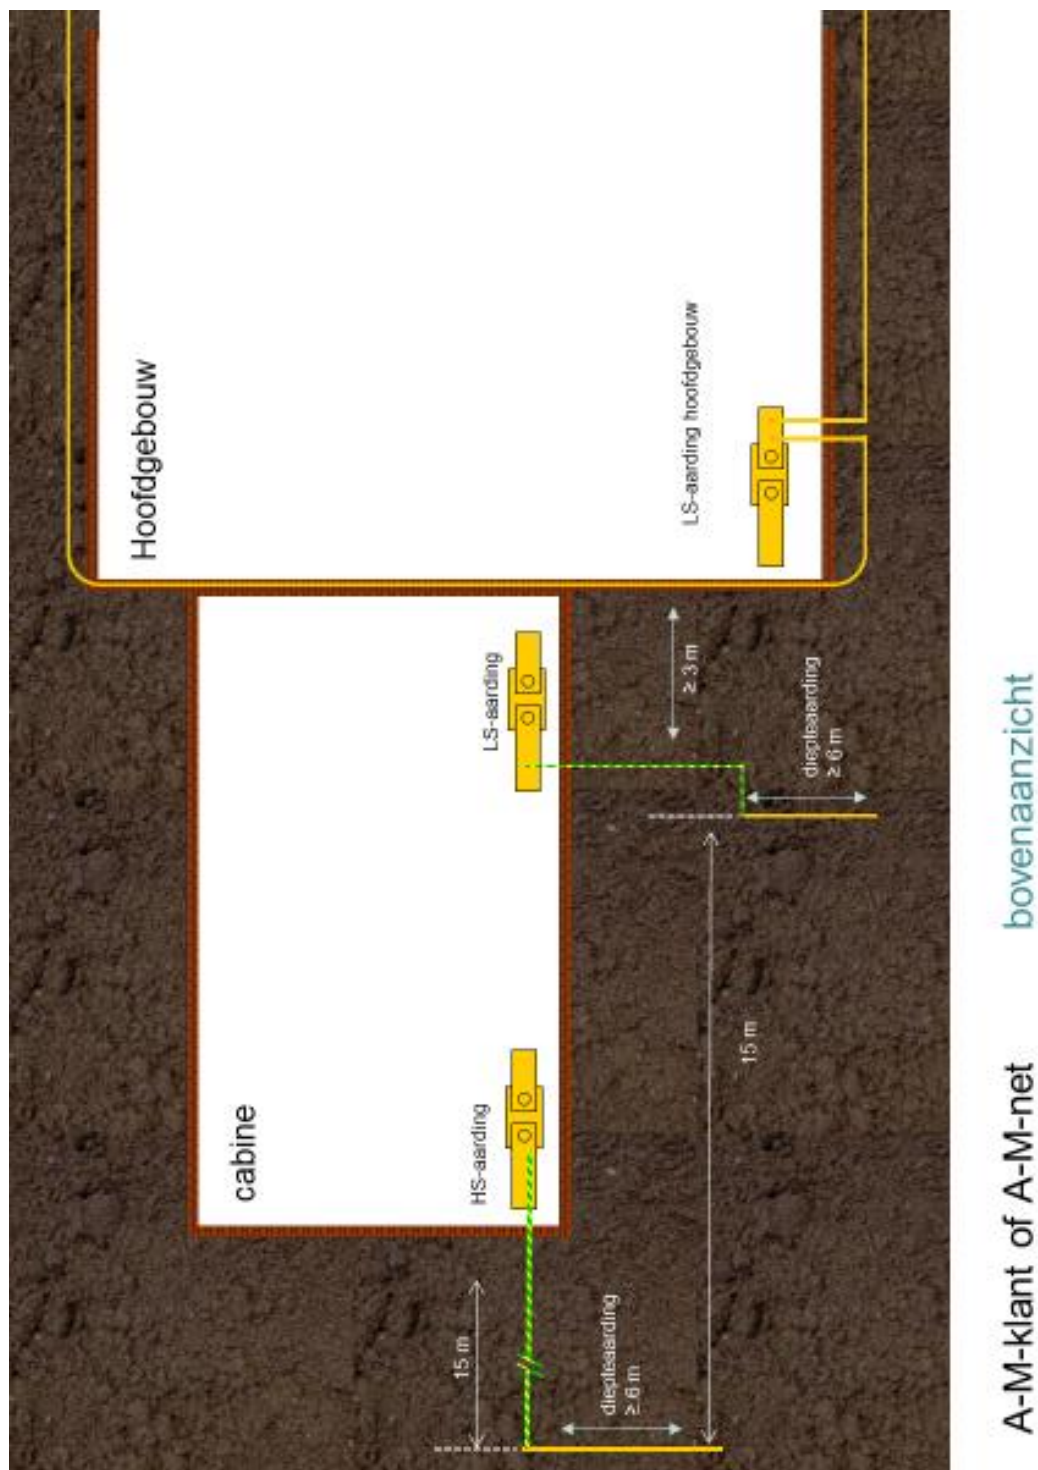 A-M-klant of A-M-net
bovenaanzicht
cabine
Hoofdgebouw
HS-aarding
LS-aarding
LS-aarding hoofdgebouw
15 m
diepteaarding
≥ 6 m
15 m
≥ 3 m
diepteaarding
≥ 6 m